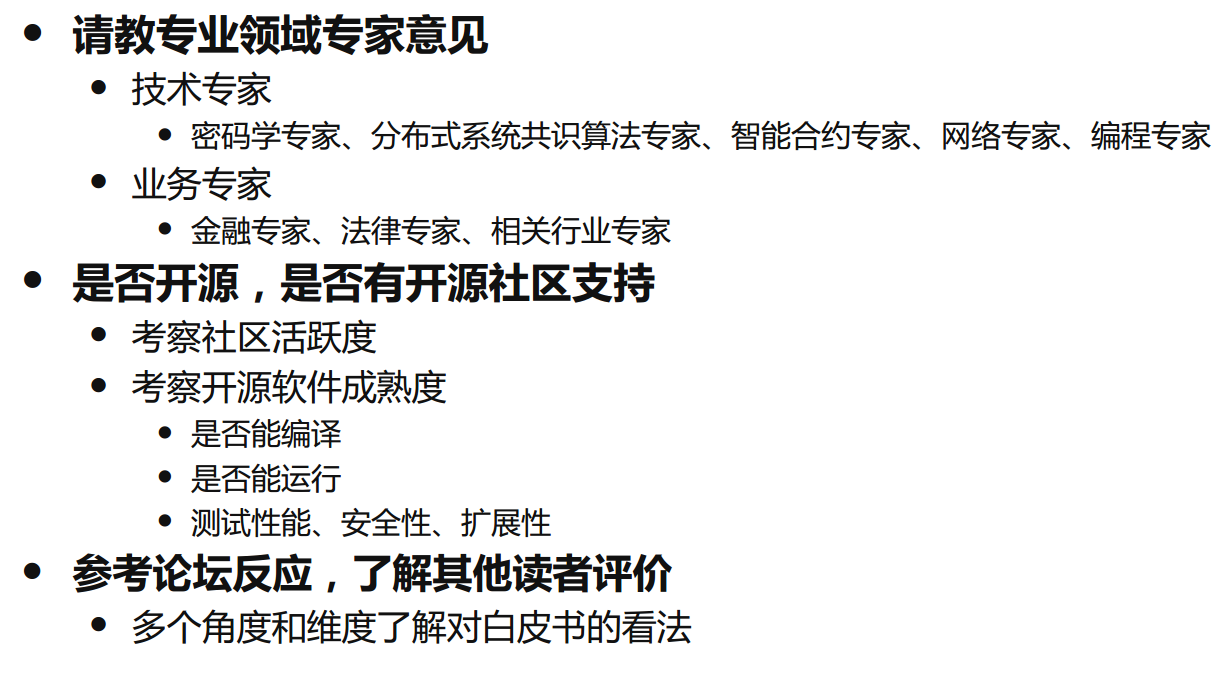 请教专业领域专家意见
技术专家
密码学专家、分布式系统共识算法专家、智能合约专家、网络专家、编程专家
业务专家
金融专家、法律专家、相关行业专家
是否开源，是否有开源社区支持
考察社区活跃度
考察开源软件成熟度
是否能编译
是否能运行
测试性能、安全性、扩展性
参考论坛反应，了解其他读者评价
多个角度和维度了解对白皮书的看法